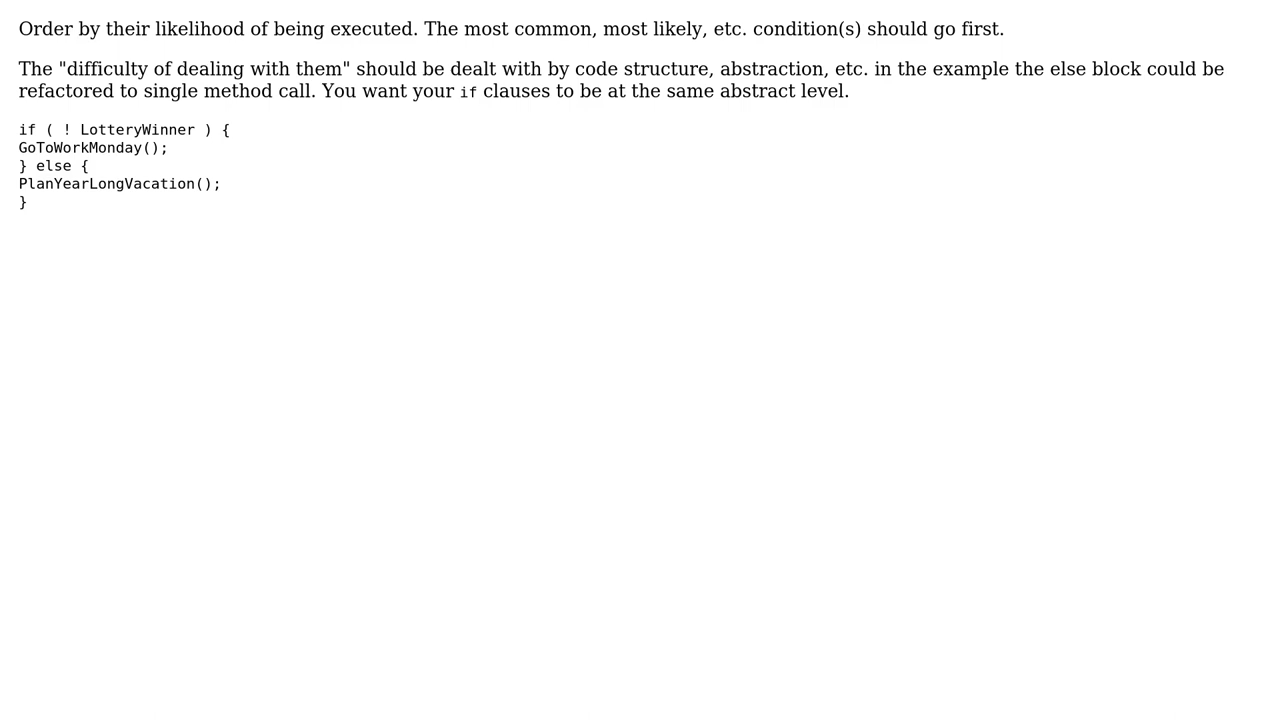 Order by their likelihood of being executed. The most common, most likely, etc. condition(s) should go first.
The "difficulty of dealing with them" should be dealt with by code structure, abstraction, etc. in the example the else block could be
refactored to single method call. You want your if clauses to be at the same abstract level.
if ( ! LotteryWinner ) {
GoToWorkMonday();
} else {
PlanYearLongVacation();
}